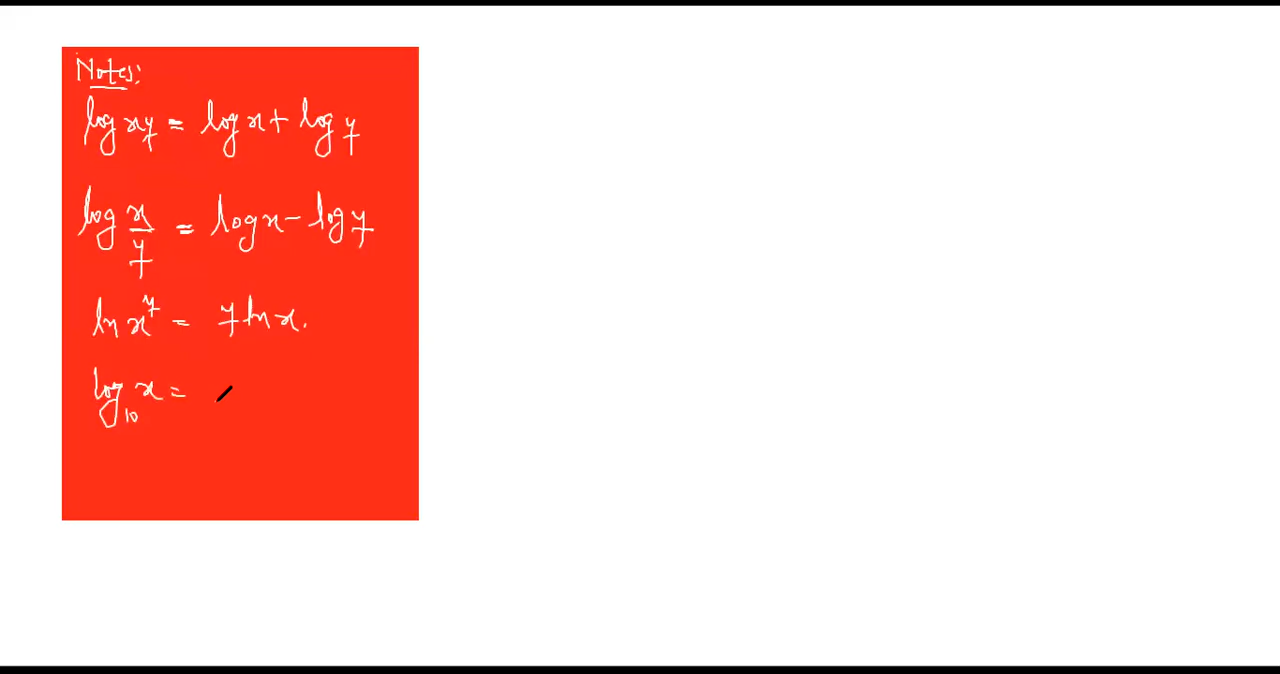 Notes:
log xy = log x + log y
log x/y = log x - log y
ln x^y = y ln x.
log₁₀ x =